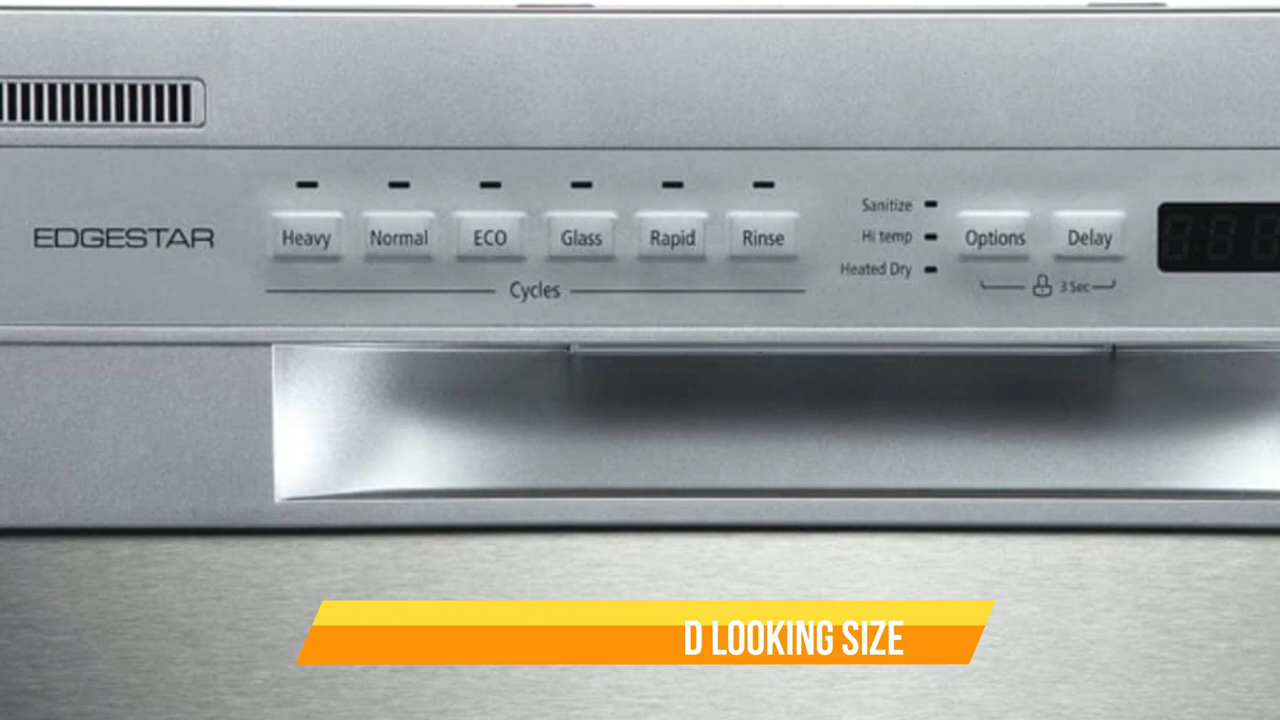 EDGESTAR
Heavy Normal ECO Glass Rapid Rinse
Cycles
Sanitize
Hi temp
Heated Dry
Options Delay
3 Sec
D LOOKING SIZE